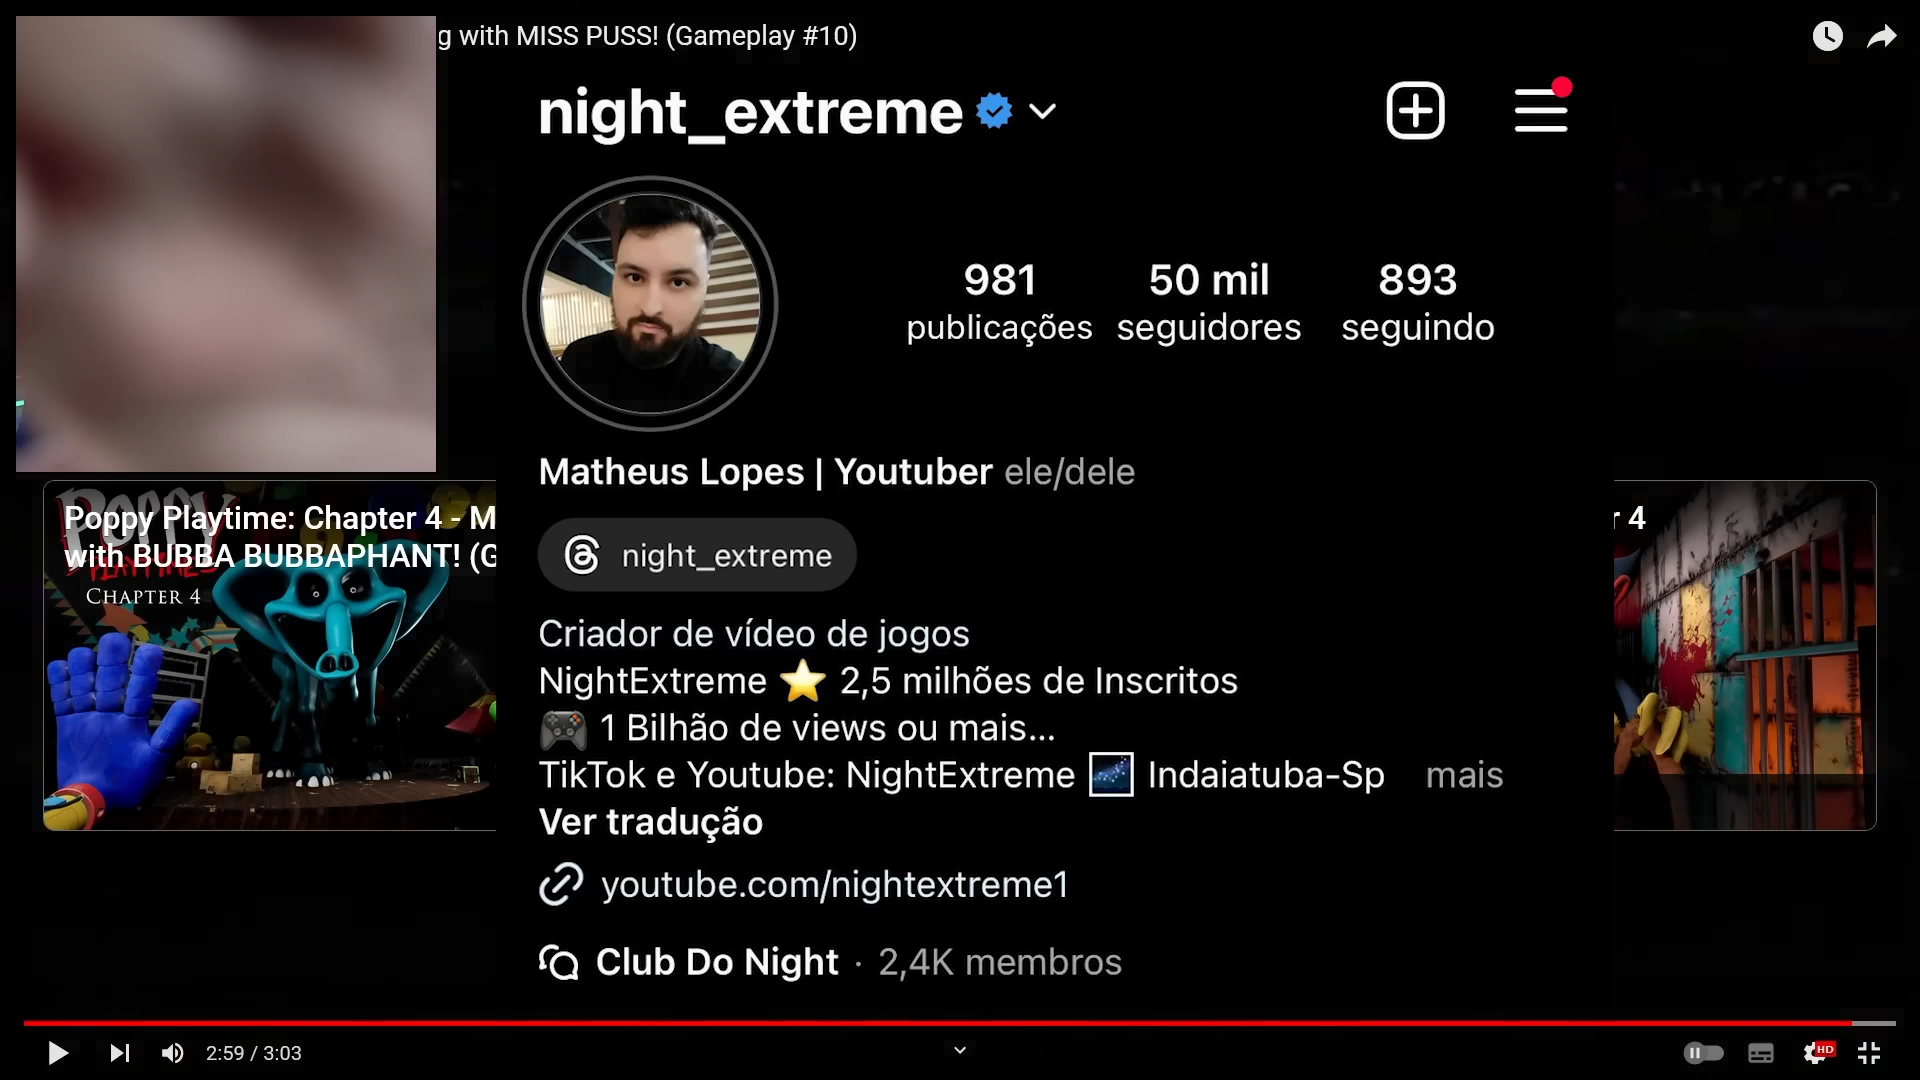 g with MISS PUSS! (Gameplay #10)
night_extreme
981
50 mil
893
publicações
seguidores
seguindo
Matheus Lopes | Youtuber ele/dele
night_extreme
Criador de vídeo de jogos
NightExtreme ⭐ 2,5 milhões de Inscritos
🎮 1 Bilhão de views ou mais...
TikTok e Youtube: NightExtreme 🌌 Indaiatuba-Sp mais
Ver tradução
youtube.com/nightextreme1
Club Do Night · 2,4K membros
Poppy Playtime: Chapter 4 - M
with BUBBA BUBBAPHANT! (G
POPPY
PLAYTIME
CHAPTER 4
r 4
2:59 / 3:03
HD